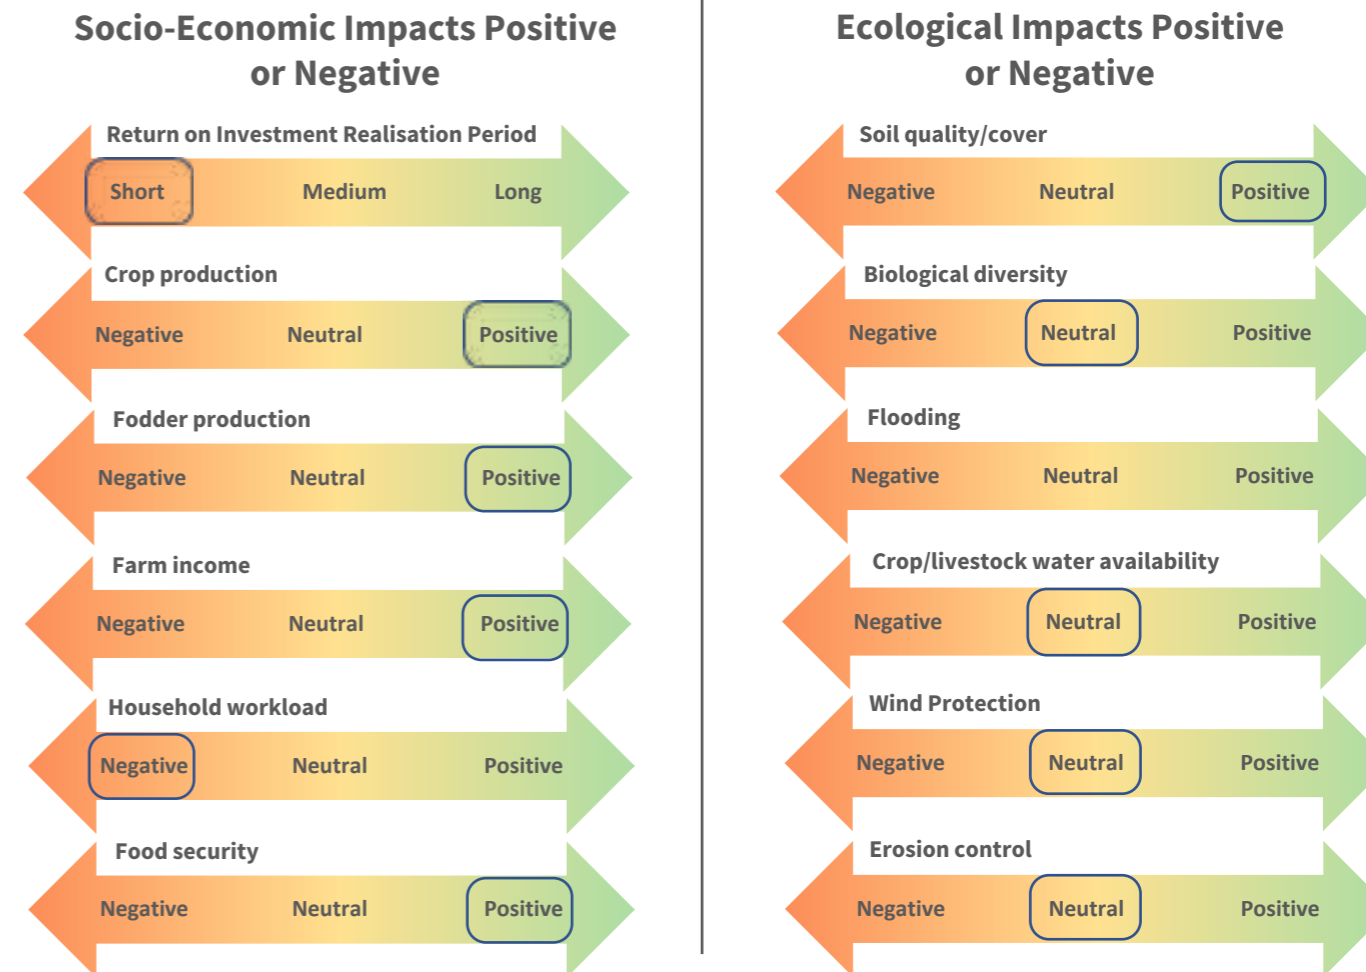 Socio-Economic Impacts Positive
or Negative
Return on Investment Realisation Period
Short Medium Long
Crop production
Negative Neutral Positive
Fodder production
Negative Neutral Positive
Farm income
Negative Neutral Positive
Household workload
Negative Neutral Positive
Food security
Negative Neutral Positive
Ecological Impacts Positive
or Negative
Soil quality/cover
Negative Neutral Positive
Biological diversity
Negative Neutral Positive
Flooding
Negative Neutral Positive
Crop/livestock water availability
Negative Neutral Positive
Wind Protection
Negative Neutral Positive
Erosion control
Negative Neutral Positive